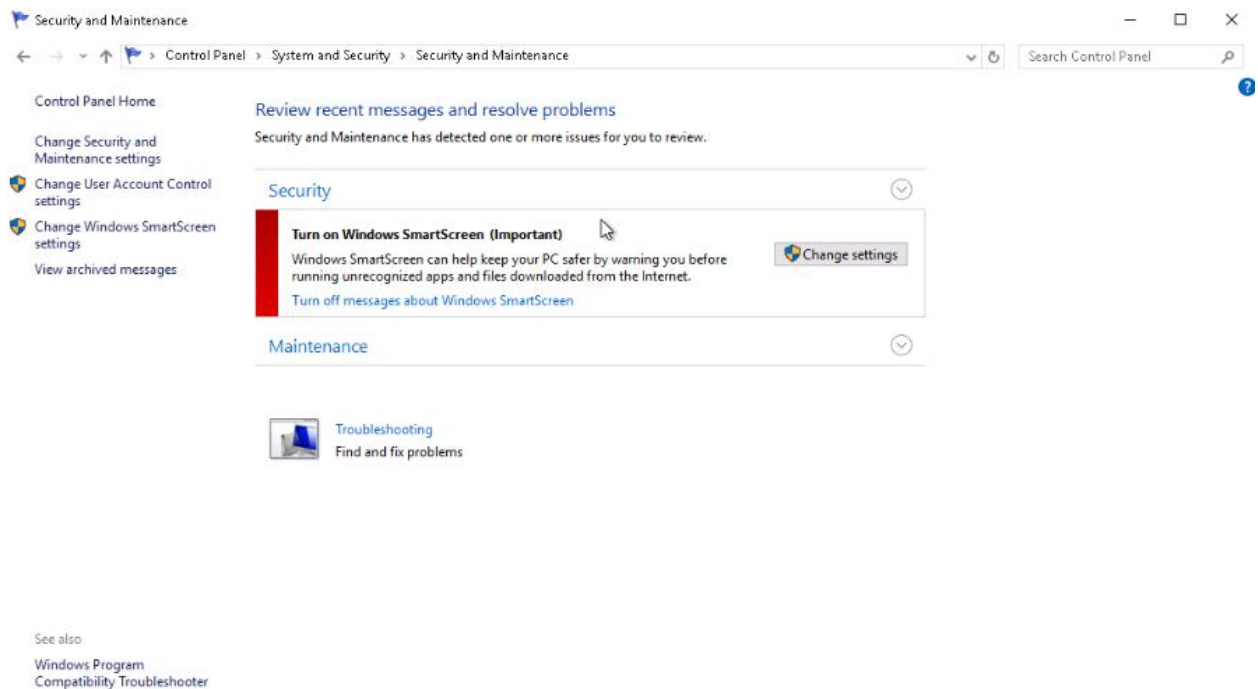 Security and Maintenance
Control Panel > System and Security > Security and Maintenance
Search Control Panel
Control Panel Home
Change Security and
Maintenance settings
Change User Account Control
settings
Change Windows SmartScreen
settings
View archived messages
Review recent messages and resolve problems
Security and Maintenance has detected one or more issues for you to review.
Security
Turn on Windows SmartScreen (Important)
Windows SmartScreen can help keep your PC safer by warning you before
running unrecognized apps and files downloaded from the Internet.
Turn off messages about Windows SmartScreen
Change settings
Maintenance
Troubleshooting
Find and fix problems
See also
Windows Program
Compatibility Troubleshooter